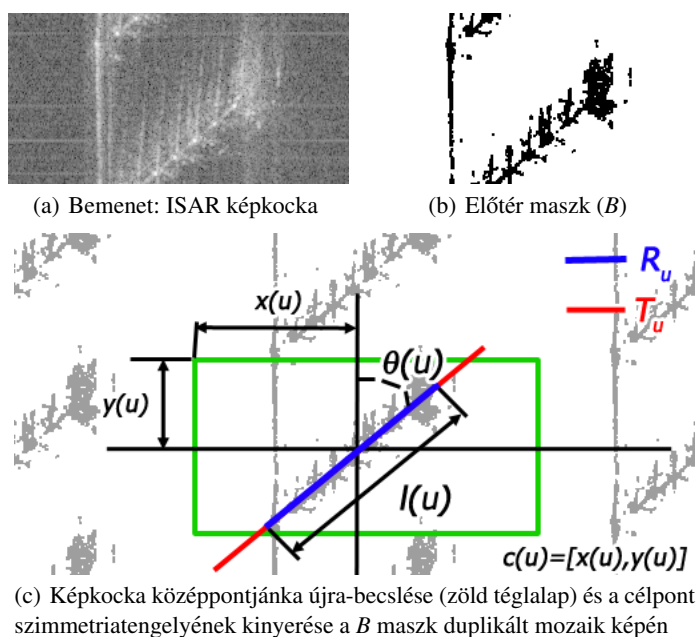 (a) Bemenet: ISAR képkocka
(b) Előtér maszk (B)
x(u)
R_u
T_u
θ(u)
y(u)
l(u)
c(u)=[x(u),y(u)]
(c) Képkocka középpontjánka újra-becslése (zöld téglalap) és a célpont
szimmetriatengelyének kinyerése a B maszk duplikált mozaik képén